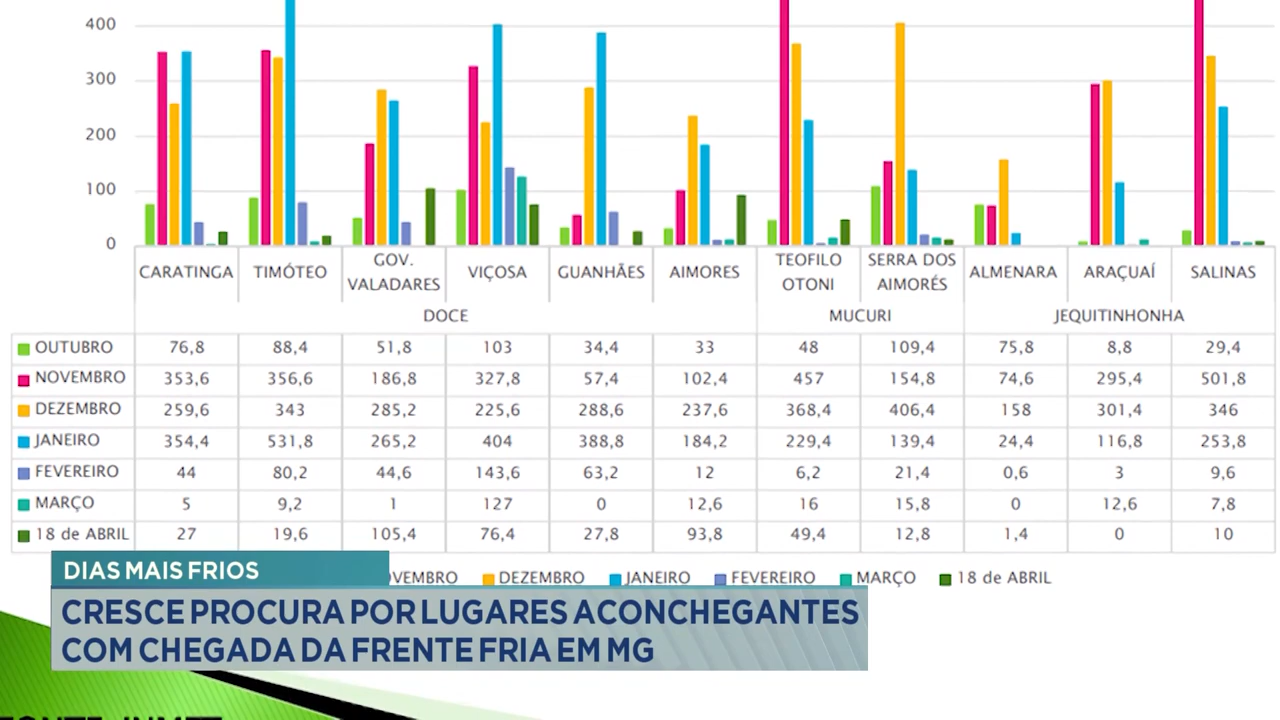 400
300
200
100
0
CARATINGA TIMÓTEO GOV. VALADARES VIÇOSA GUANHÃES AIMORES TEOFILO OTONI SERRA DOS AIMORÉS ALMENARA ARAÇUAÍ SALINAS
DOCE MUCURI JEQUITINHONHA
OUTUBRO 76,8 88,4 51,8 103 34,4 33 48 109,4 75,8 8,8 29,4
NOVEMBRO 353,6 356,6 186,8 327,8 57,4 102,4 457 154,8 74,6 295,4 501,8
DEZEMBRO 259,6 343 285,2 225,6 288,6 237,6 368,4 406,4 158 301,4 346
JANEIRO 354,4 531,8 265,2 404 388,8 184,2 229,4 139,4 24,4 116,8 253,8
FEVEREIRO 44 80,2 44,6 143,6 63,2 12 6,2 21,4 0,6 3 9,6
MARÇO 5 9,2 1 127 0 12,6 16 15,8 0 12,6 7,8
18 de ABRIL 27 19,6 105,4 76,4 27,8 93,8 49,4 12,8 1,4 0 10
DEZEMBRO JANEIRO FEVEREIRO MARÇO 18 de ABRIL
DIAS MAIS FRIOS
CRESCE PROCURA POR LUGARES ACONCHEGANTES
COM CHEGADA DA FRENTE FRIA EM MG